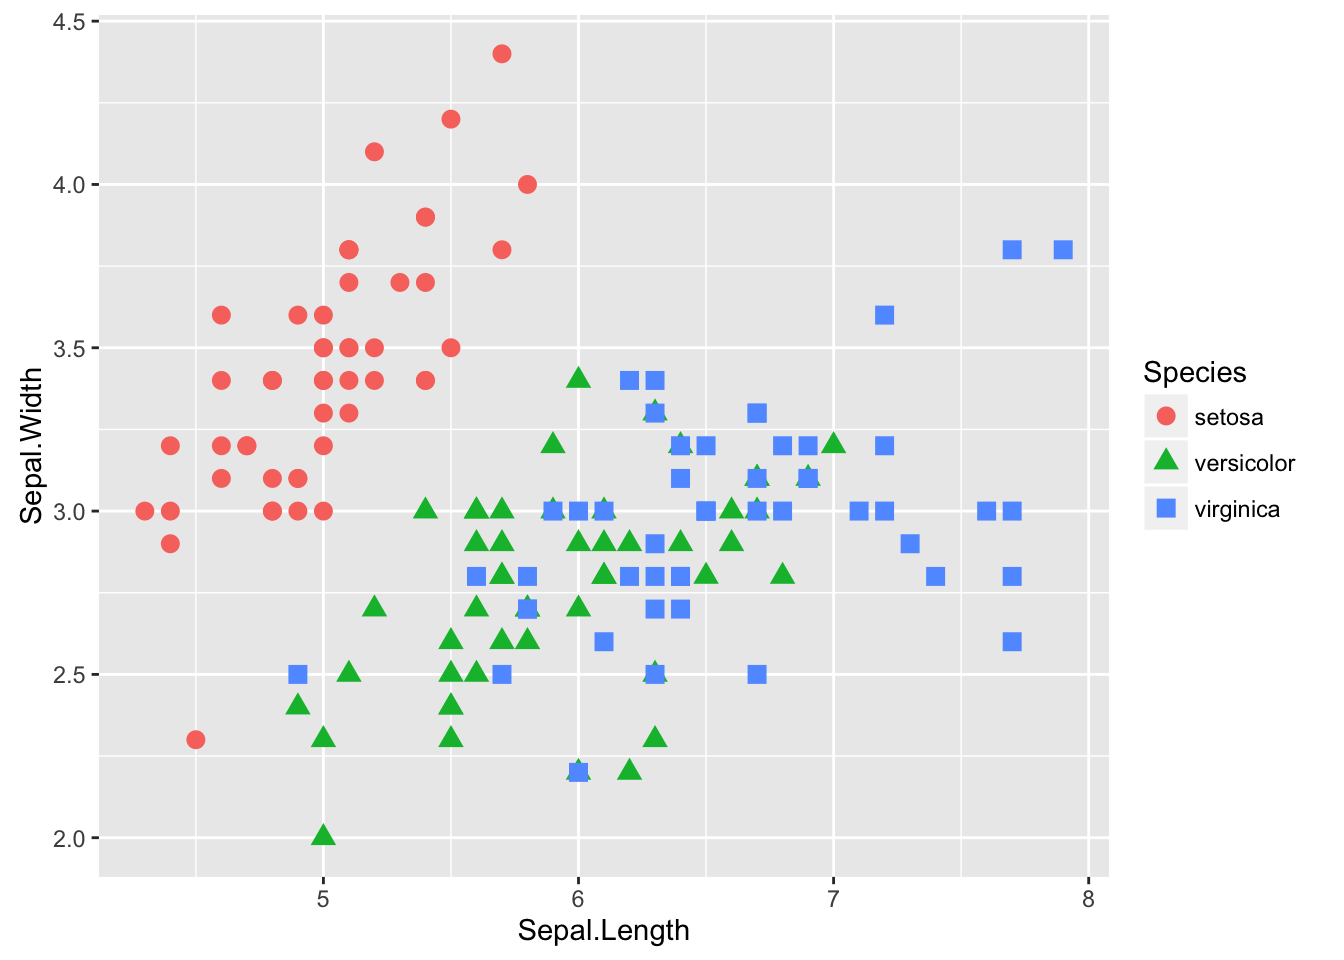 4.5
4.0
3.5
3.0
2.5
2.0
Sepal.Width
5 6 7 8
Sepal.Length
Species
setosa
versicolor
virginica